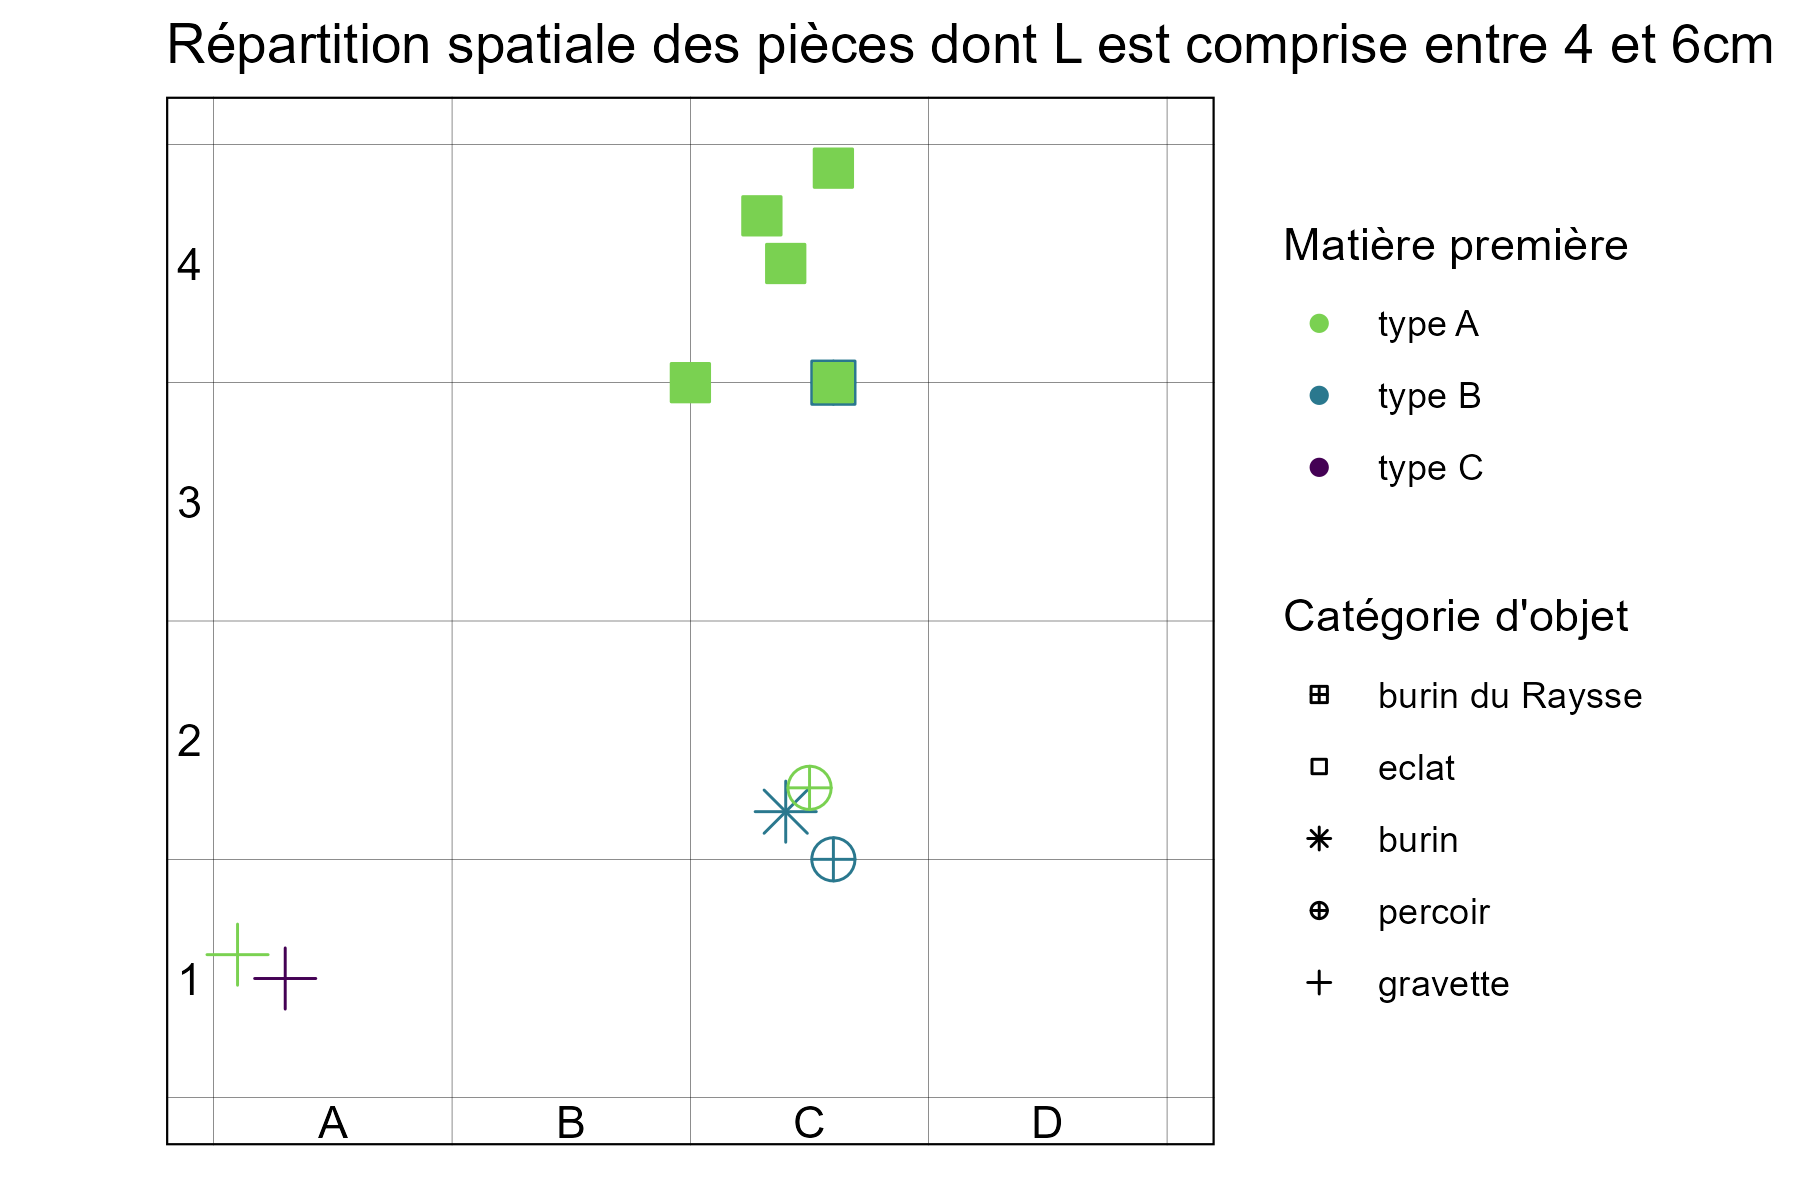 Répartition spatiale des pièces dont L est comprise entre 4 et 6cm
4
3
2
1
A B C D
Matière première
type A
type B
type C
Catégorie d'objet
burin du Raysse
eclat
burin
percoir
gravette